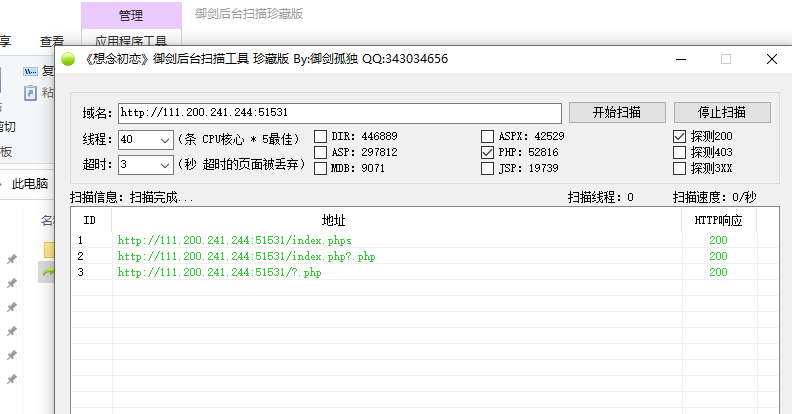 管理
御剑后台扫描珍藏版
享
查看
应用程序工具
《想念初恋》御剑后台扫描工具 珍藏版 By:御剑孤独 QQ:343034656
复
粘
剪切
板
域名: http://111.200.241.244:51531 开始扫描 停止扫描
线程: 40 (条 CPU核心 * 5最佳) DIR: 446889 ASPX: 42529 探测200
ASP: 297812 PHP: 52816 探测403
超时: 3 (秒 超时的页面被丢弃) MDB: 9071 JSP: 19739 探测3XX
此电脑
扫描信息: 扫描完成... 扫描线程: 0 扫描速度: 0/秒
ID 地址 HTTP响应
1 http://111.200.241.244:51531/index.phps 200
2 http://111.200.241.244:51531/index.php?.php 200
3 http://111.200.241.244:51531/?.php 200